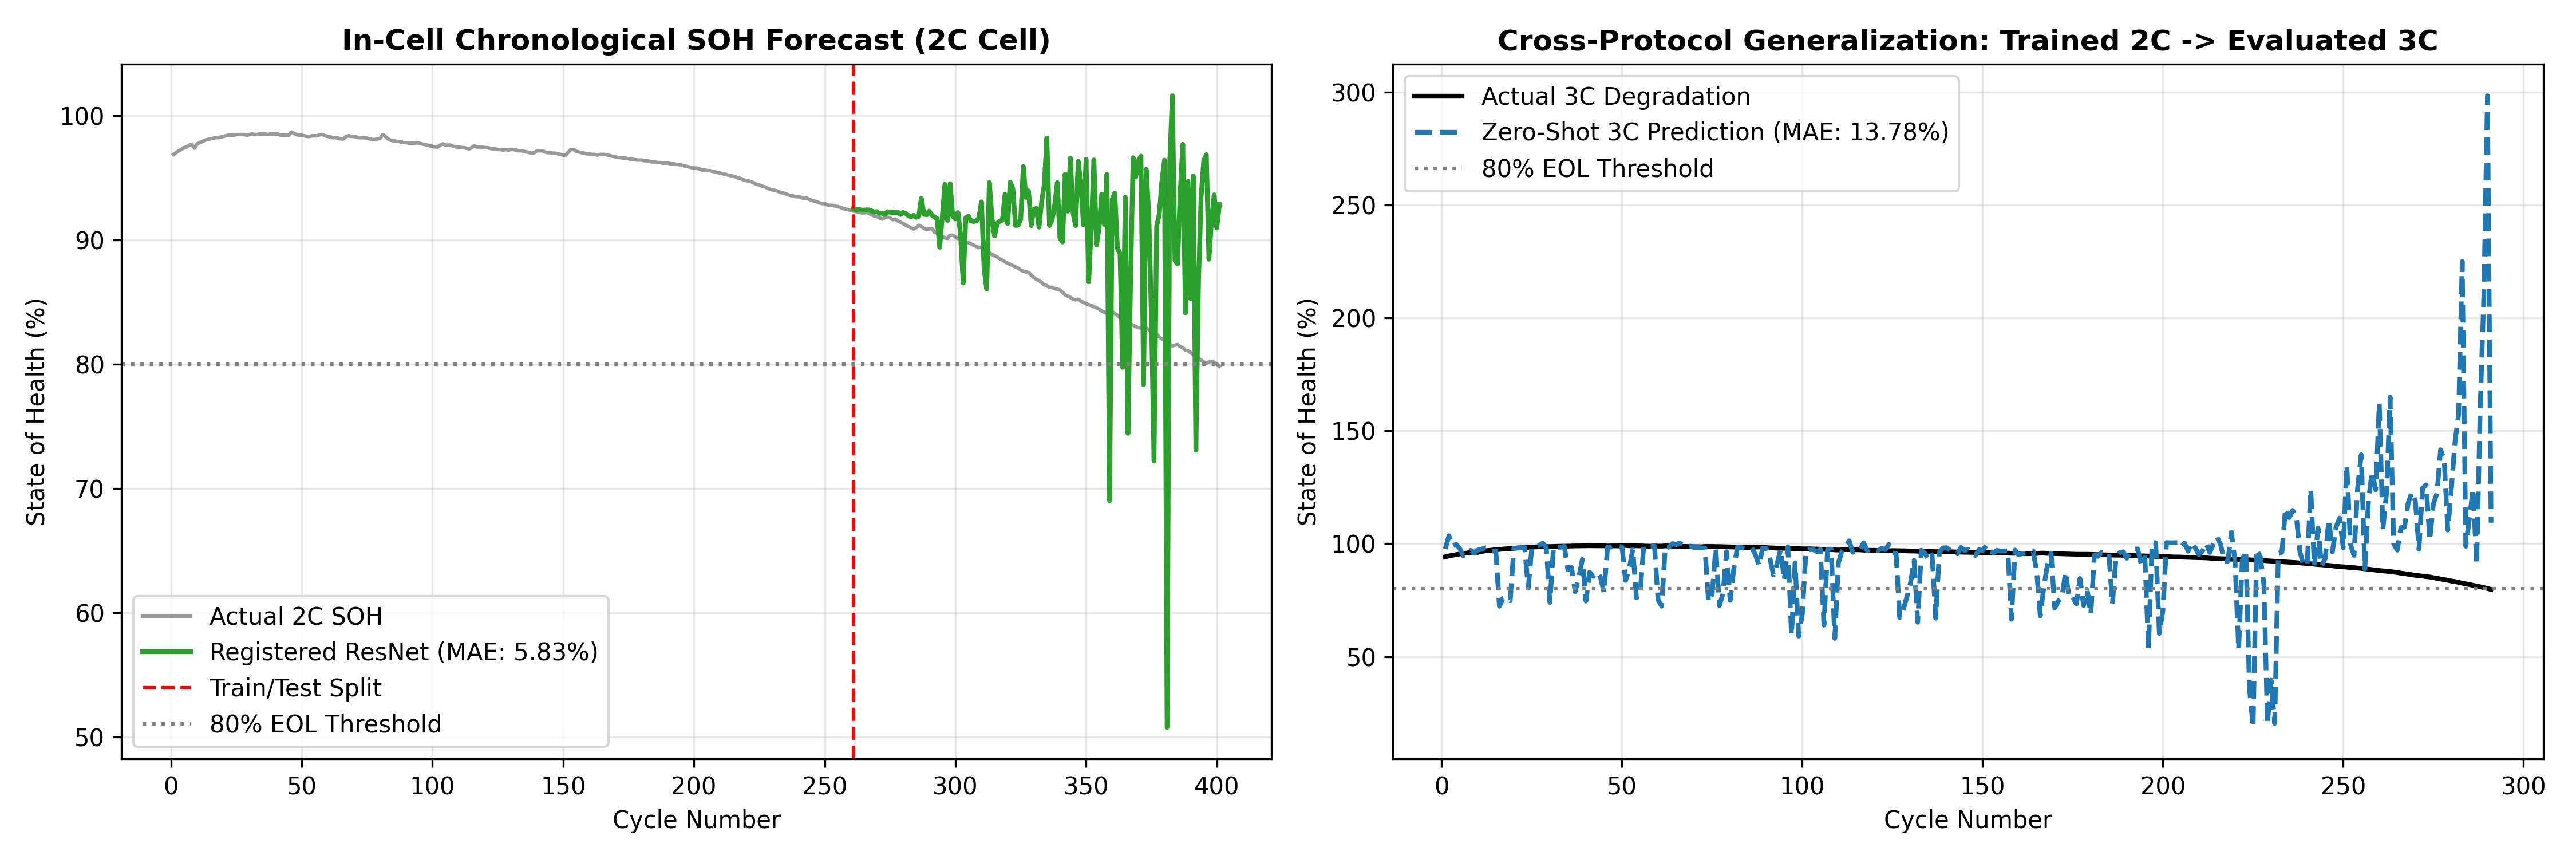 In-Cell Chronological SOH Forecast (2C Cell)
State of Health (%)
100
90
80
70
60
50
Actual 2C SOH
Registered ResNet (MAE: 5.83%)
Train/Test Split
80% EOL Threshold
0 50 100 150 200 250 300 350 400
Cycle Number
Cross-Protocol Generalization: Trained 2C -> Evaluated 3C
State of Health (%)
300
250
200
150
100
50
Actual 3C Degradation
Zero-Shot 3C Prediction (MAE: 13.78%)
80% EOL Threshold
0 50 100 150 200 250 300
Cycle Number